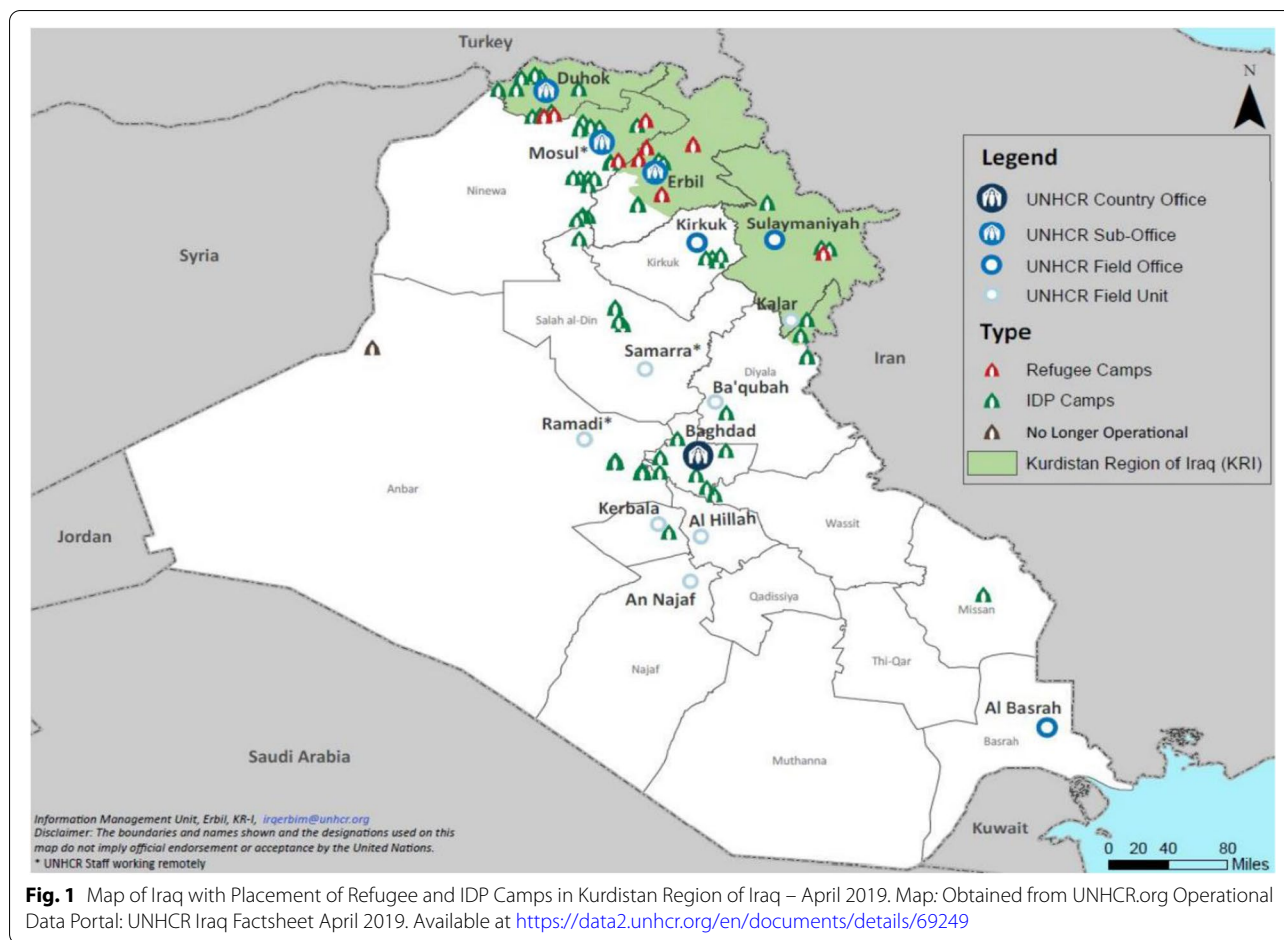 Turkey
N
Duhok
Mosul*
Ninewa
Erbil
Kirkuk
Sulaymaniyah
Kirkuk
Syria
Kalar
Salah al-Din
Samarra*
Iran
Diyala
Ba'qubah
Ramadi*
Baghdad
Anbar
Kerbala
Al Hillah
Wassit
Jordan
An Najaf
Qadissiya
Missan
Najaf
Thi-Qar
Al Basrah
Basrah
Saudi Arabia
Muthanna
Kuwait
Legend
UNHCR Country Office
UNHCR Sub-Office
UNHCR Field Office
UNHCR Field Unit
Type
Refugee Camps
IDP Camps
No Longer Operational
Kurdistan Region of Iraq (KRI)
Information Management Unit, Erbil, KR-I, irqerbim@unhcr.org
Disclaimer: The boundaries and names shown and the designations used on this
map do not imply official endorsement or acceptance by the United Nations.
* UNHCR Staff working remotely
0 20 40 80
Miles
Fig. 1 Map of Iraq with Placement of Refugee and IDP Camps in Kurdistan Region of Iraq – April 2019. Map: Obtained from UNHCR.org Operational
Data Portal: UNHCR Iraq Factsheet April 2019. Available at https://data2.unhcr.org/en/documents/details/69249